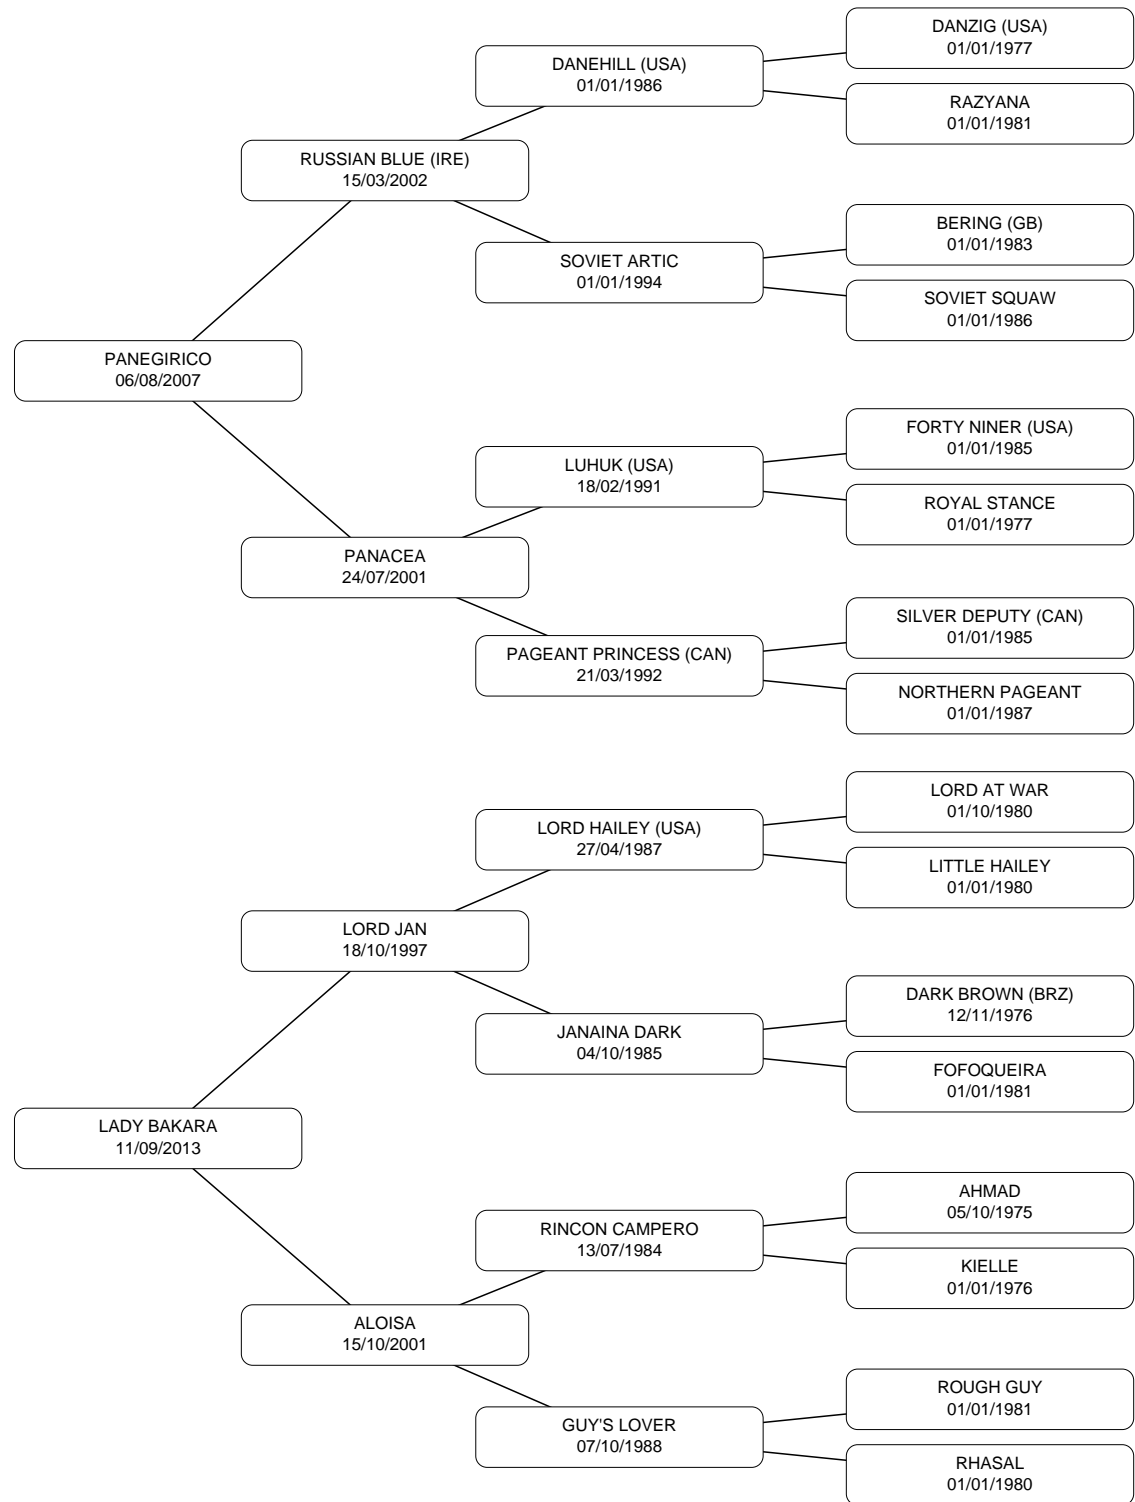 DANZIG (USA)
01/01/1977
DANEHILL (USA)
01/01/1986
RAZYANA
01/01/1981
RUSSIAN BLUE (IRE)
15/03/2002
BERING (GB)
01/01/1983
SOVIET ARTIC
01/01/1994
SOVIET SQUAW
01/01/1986
PANEGIRICO
06/08/2007
FORTY NINER (USA)
01/01/1985
LUHUK (USA)
18/02/1991
ROYAL STANCE
01/01/1977
PANACEA
24/07/2001
SILVER DEPUTY (CAN)
01/01/1985
PAGEANT PRINCESS (CAN)
21/03/1992
NORTHERN PAGEANT
01/01/1987
LORD AT WAR
01/10/1980
LORD HAILEY (USA)
27/04/1987
LITTLE HAILEY
01/01/1980
LORD JAN
18/10/1997
DARK BROWN (BRZ)
12/11/1976
JANAINA DARK
04/10/1985
FOFOQUEIRA
01/01/1981
LADY BAKARA
11/09/2013
AHMAD
05/10/1975
RINCON CAMPERO
13/07/1984
KIELLE
01/01/1976
ALOISA
15/10/2001
ROUGH GUY
01/01/1981
GUY'S LOVER
07/10/1988
RHASAL
01/01/1980